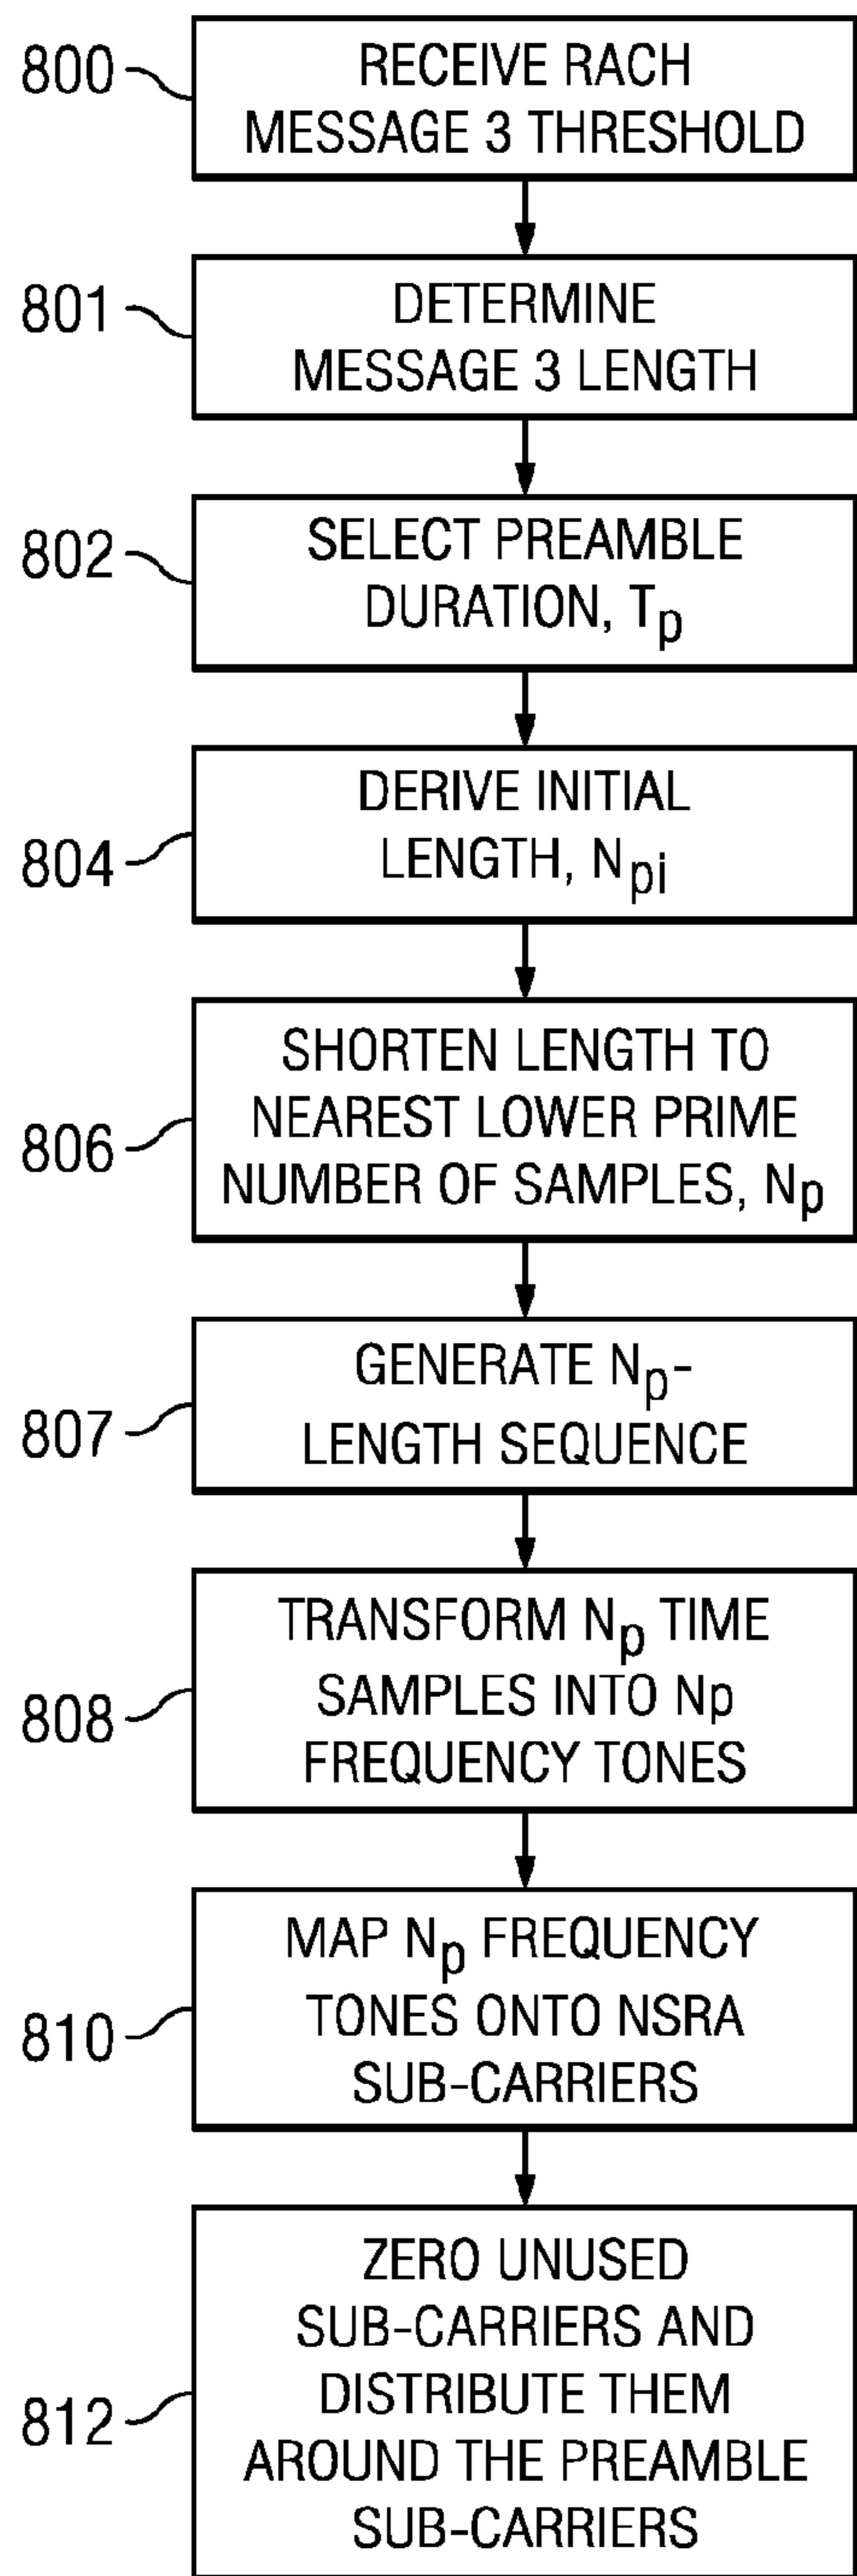 800
RECEIVE RACH
MESSAGE 3 THRESHOLD
801
DETERMINE
MESSAGE 3 LENGTH
802
SELECT PREAMBLE
DURATION, Tp
804
DERIVE INITIAL
LENGTH, Npi
806
SHORTEN LENGTH TO
NEAREST LOWER PRIME
NUMBER OF SAMPLES, Np
807
GENERATE Np-
LENGTH SEQUENCE
808
TRANSFORM Np TIME
SAMPLES INTO Np
FREQUENCY TONES
810
MAP Np FREQUENCY
TONES ONTO NSRA
SUB-CARRIERS
812
ZERO UNUSED
SUB-CARRIERS AND
DISTRIBUTE THEM
AROUND THE PREAMBLE
SUB-CARRIERS